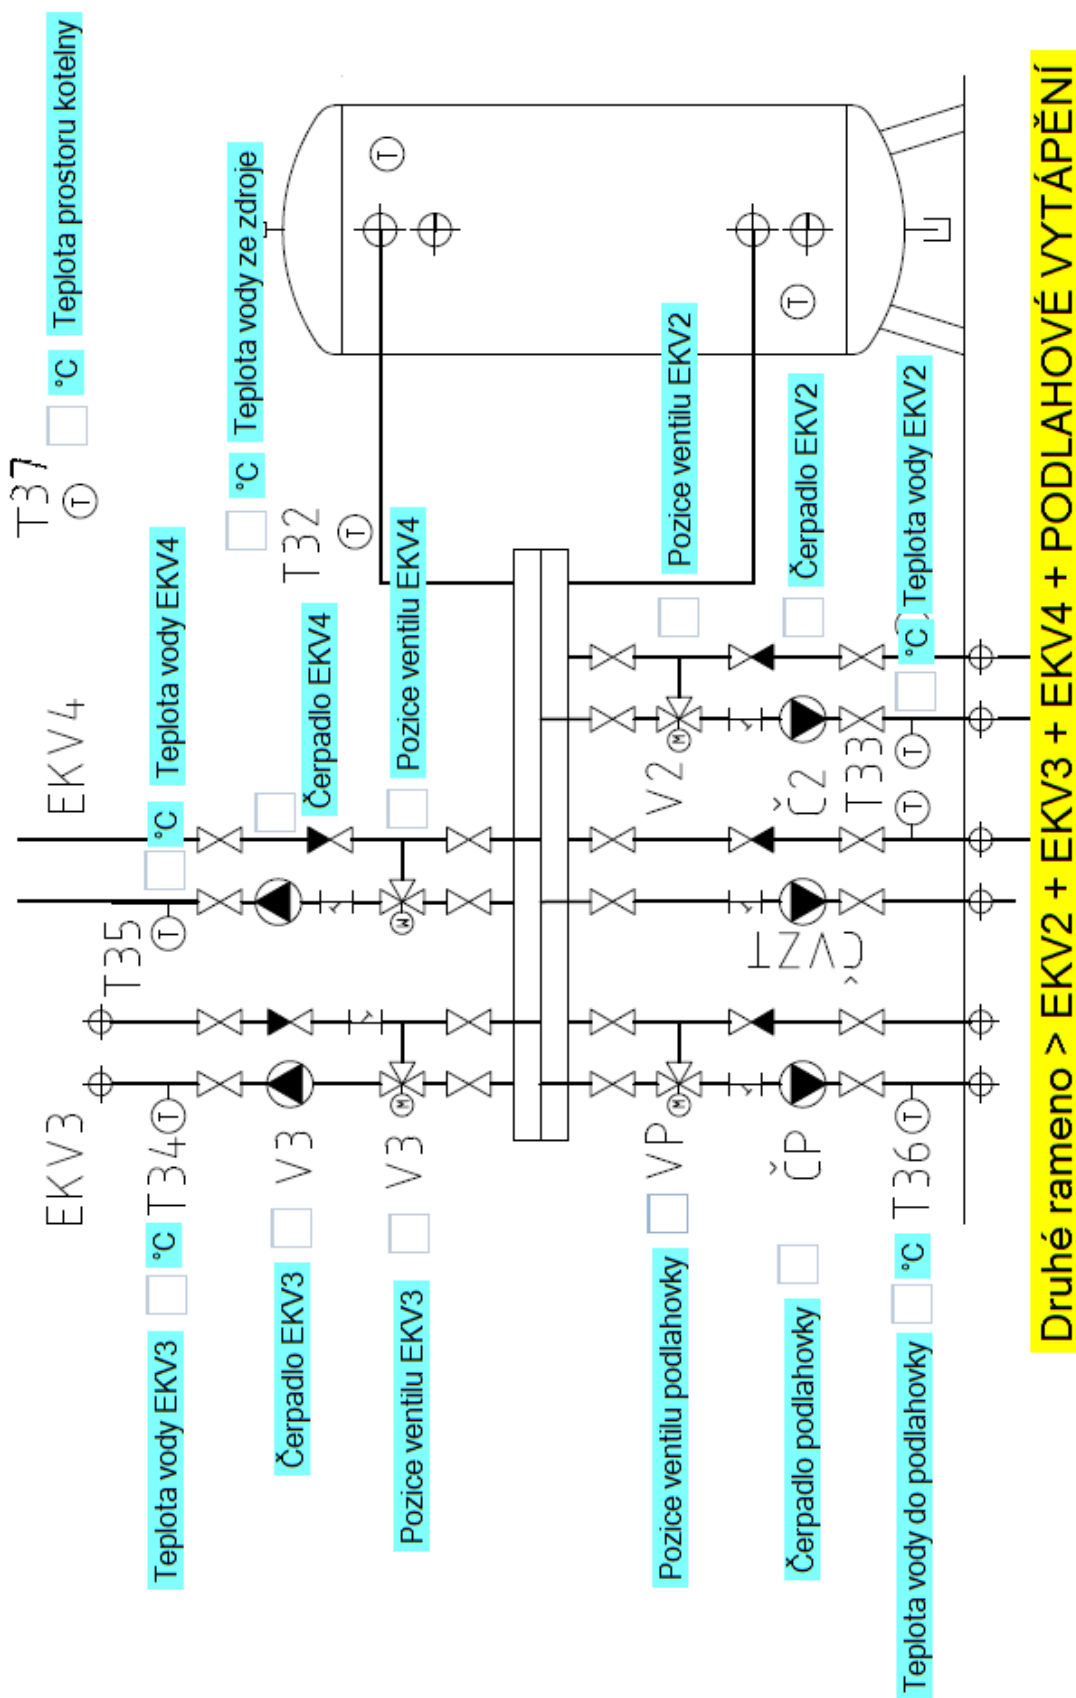 T37
T
°C Teplota prostoru kotelny
EKV3
EKV4
T35
Teplota vody EKV3 °C
T34
T
T
°C Teplota vody EKV4
°C Teplota vody ze zdroje
Čerpadlo EKV3
V3
Čerpadlo EKV4
T32
T
T
Pozice ventilu EKV3
V3
M
M
Pozice ventilu EKV4
Pozice ventilu podlahovky
VP
M
V2
M
Pozice ventilu EKV2
Čerpadlo podlahovky
ČP
ČVZT
Č2
Čerpadlo EKV2
T
Teplota vody do podlahovky °C
T36
T
T
T33
T
°C Teplota vody EKV2
Druhé rameno > EKV2 + EKV3 + EKV4 + PODLAHOVÉ VYTÁPĚNÍ